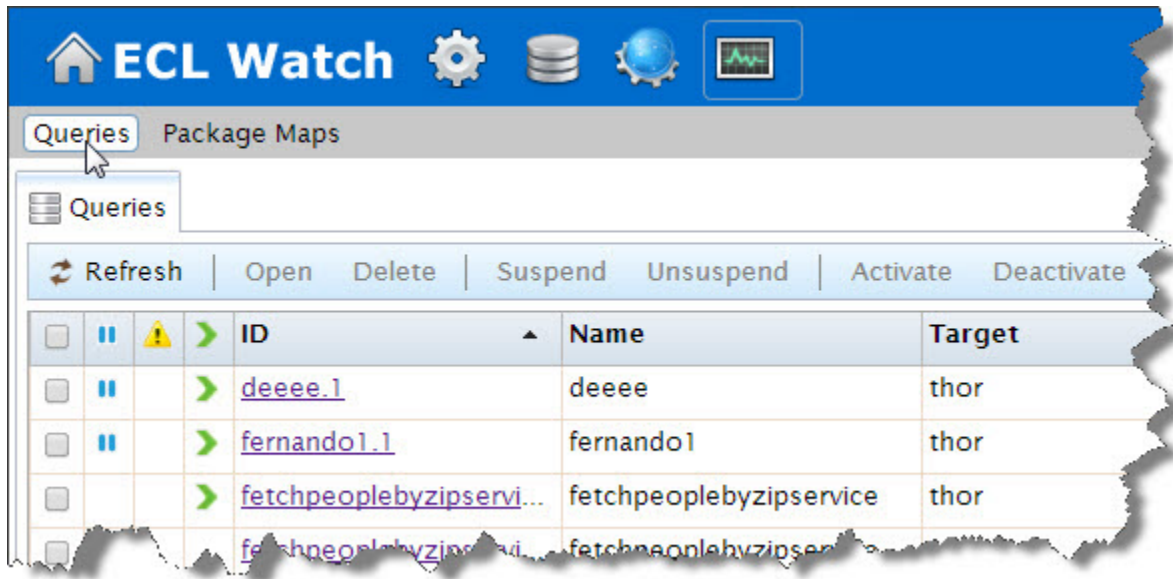 ECL Watch
Queries Package Maps
Queries
Refresh Open Delete Suspend Unsuspend Activate Deactivate
ID Name Target
deeee.1 deeee thor
fernando1.1 fernando1 thor
fetchpeoplebyzipservi... fetchpeoplebyzipservice thor